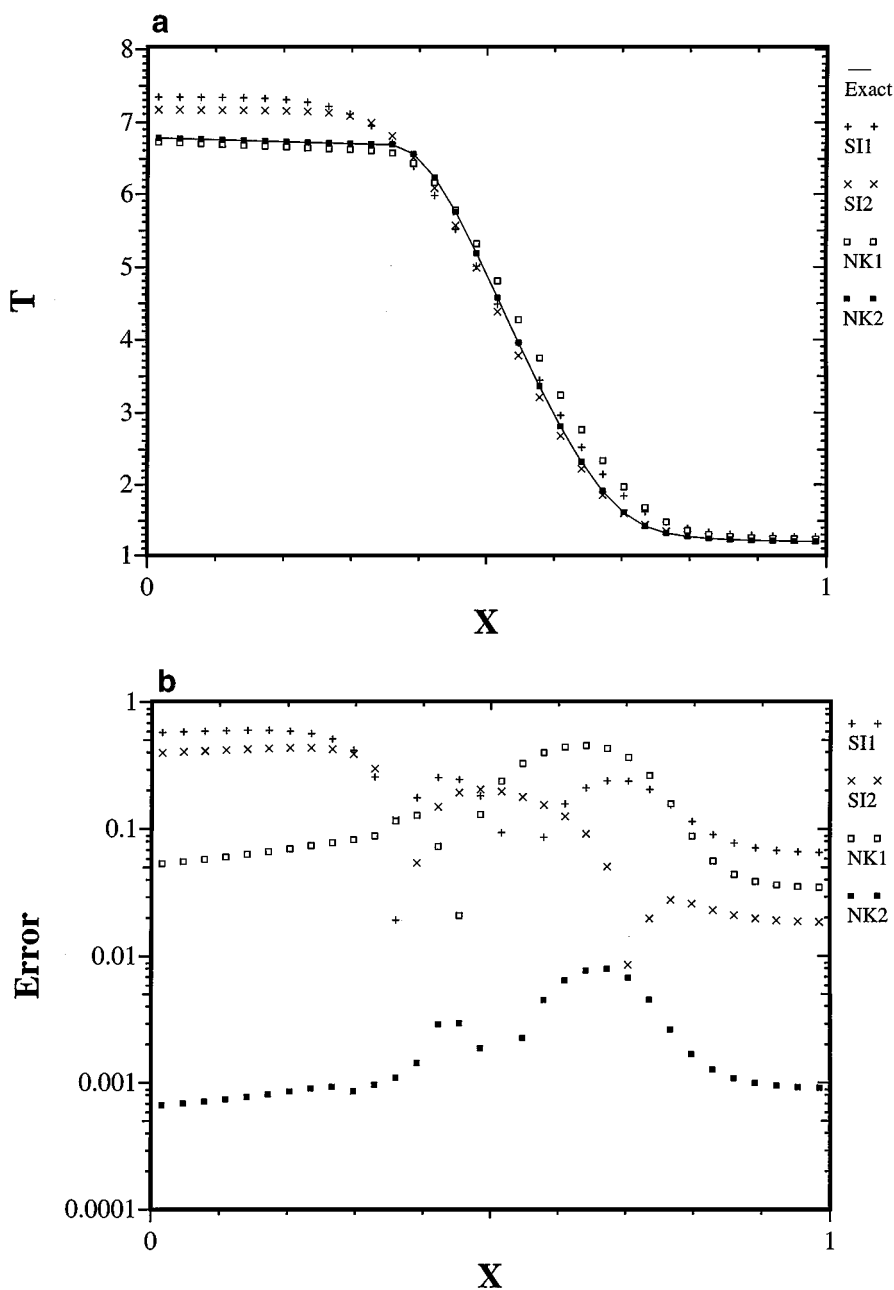 a
8
7
6
5
4
3
2
1
T
0
1
X
Exact
+ +
SI1
× ×
SI2
NK1
NK2
b
1
0.1
0.01
0.001
0.0001
Error
0
1
X
+ +
SI1
× ×
SI2
NK1
NK2